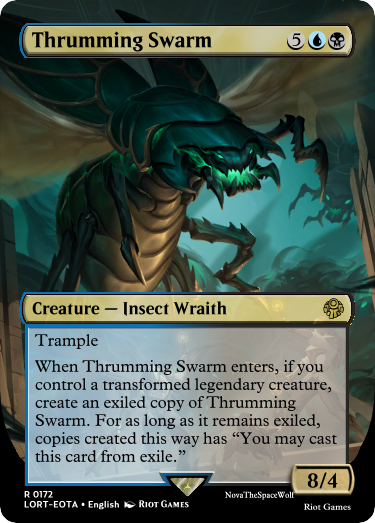 Thrumming Swarm 5
Creature — Insect Wraith
Trample
When Thrumming Swarm enters, if you
control a transformed legendary creature,
create an exiled copy of Thrumming
Swarm. For as long as it remains exiled,
copies created this way has “You may cast
this card from exile.”
8/4
R 0172
NovaTheSpaceWolf
LORT-EOTA • English Riot Games
Riot Games